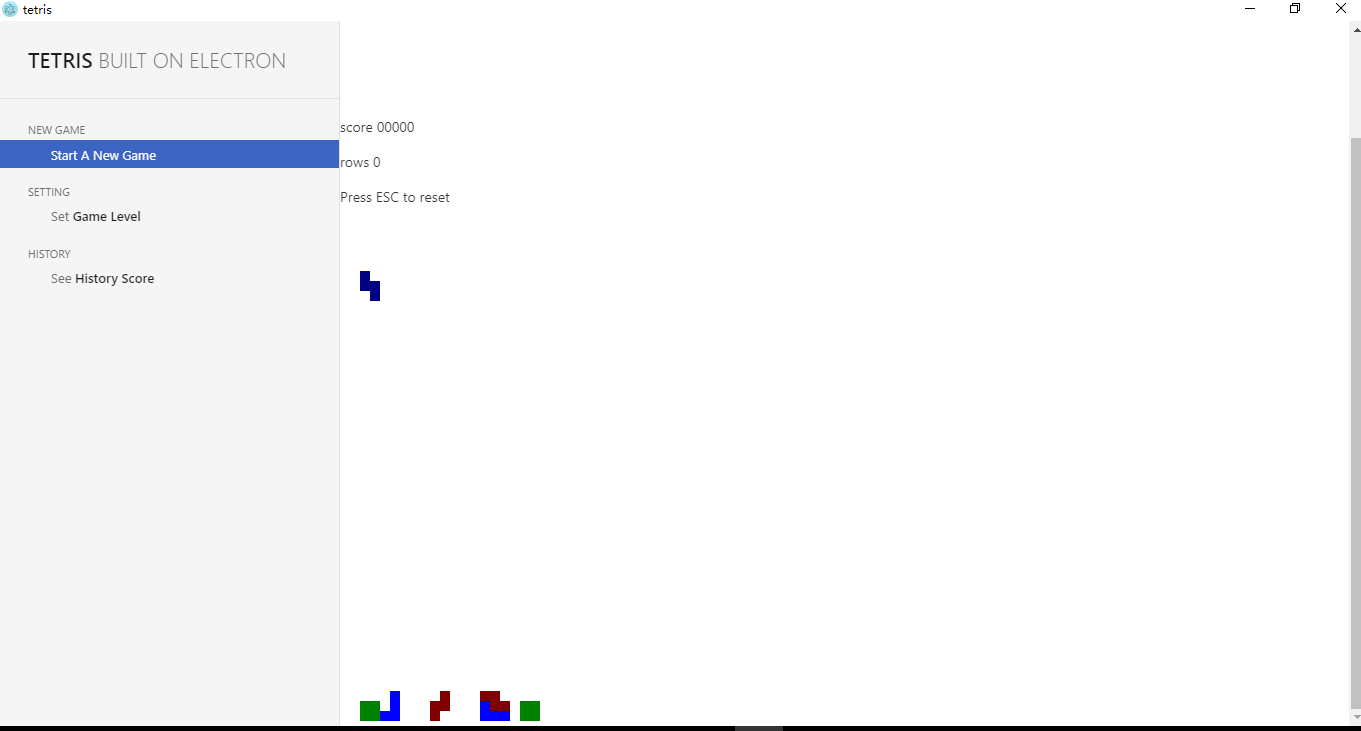 tetris
TETRIS BUILT ON ELECTRON
NEW GAME
Start A New Game
SETTING
Set Game Level
HISTORY
See History Score
score 00000
rows 0
Press ESC to reset